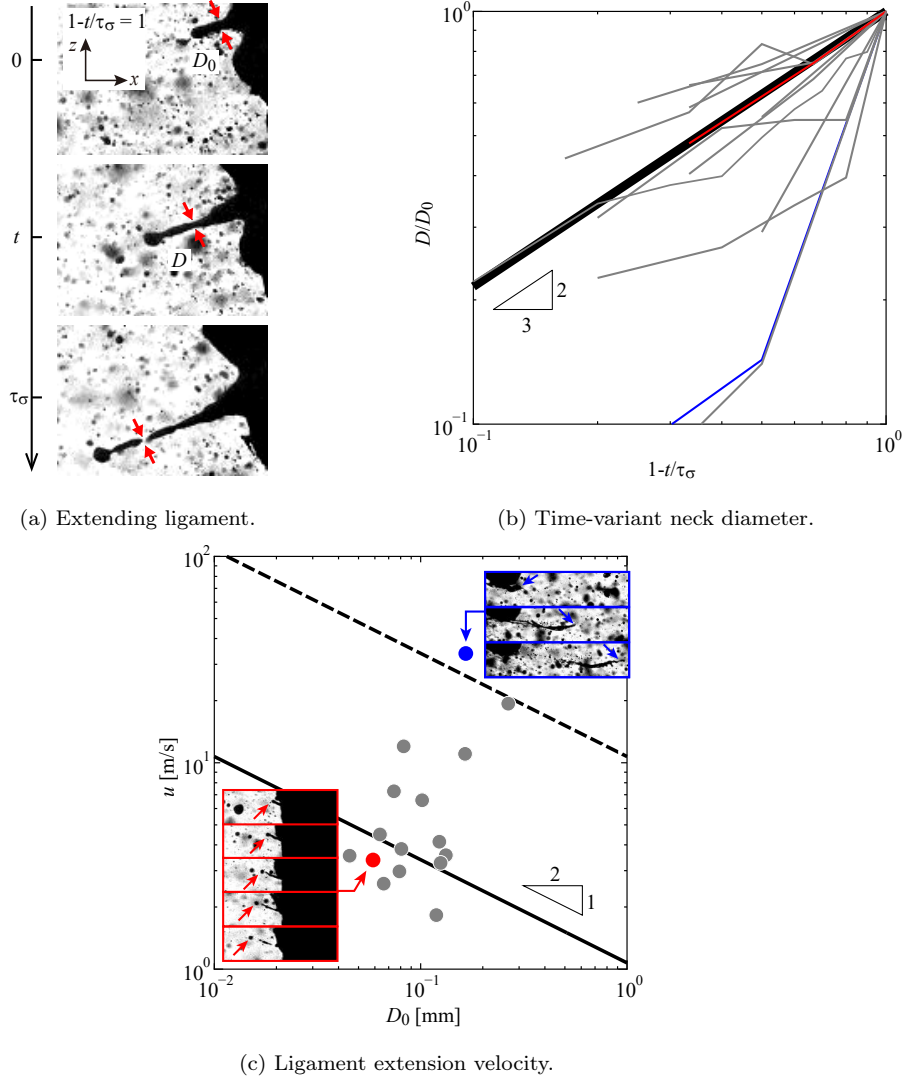 1-t/τσ = 1
z
x
D0
0
D
t
τσ
(a) Extending ligament.
10^0
D/D0
2
3
10^-1
10^-1
10^0
1-t/τσ
(b) Time-variant neck diameter.
10^2
u [m/s]
10^1
2
1
10^0
10^-2
10^-1
10^0
D0 [mm]
(c) Ligament extension velocity.